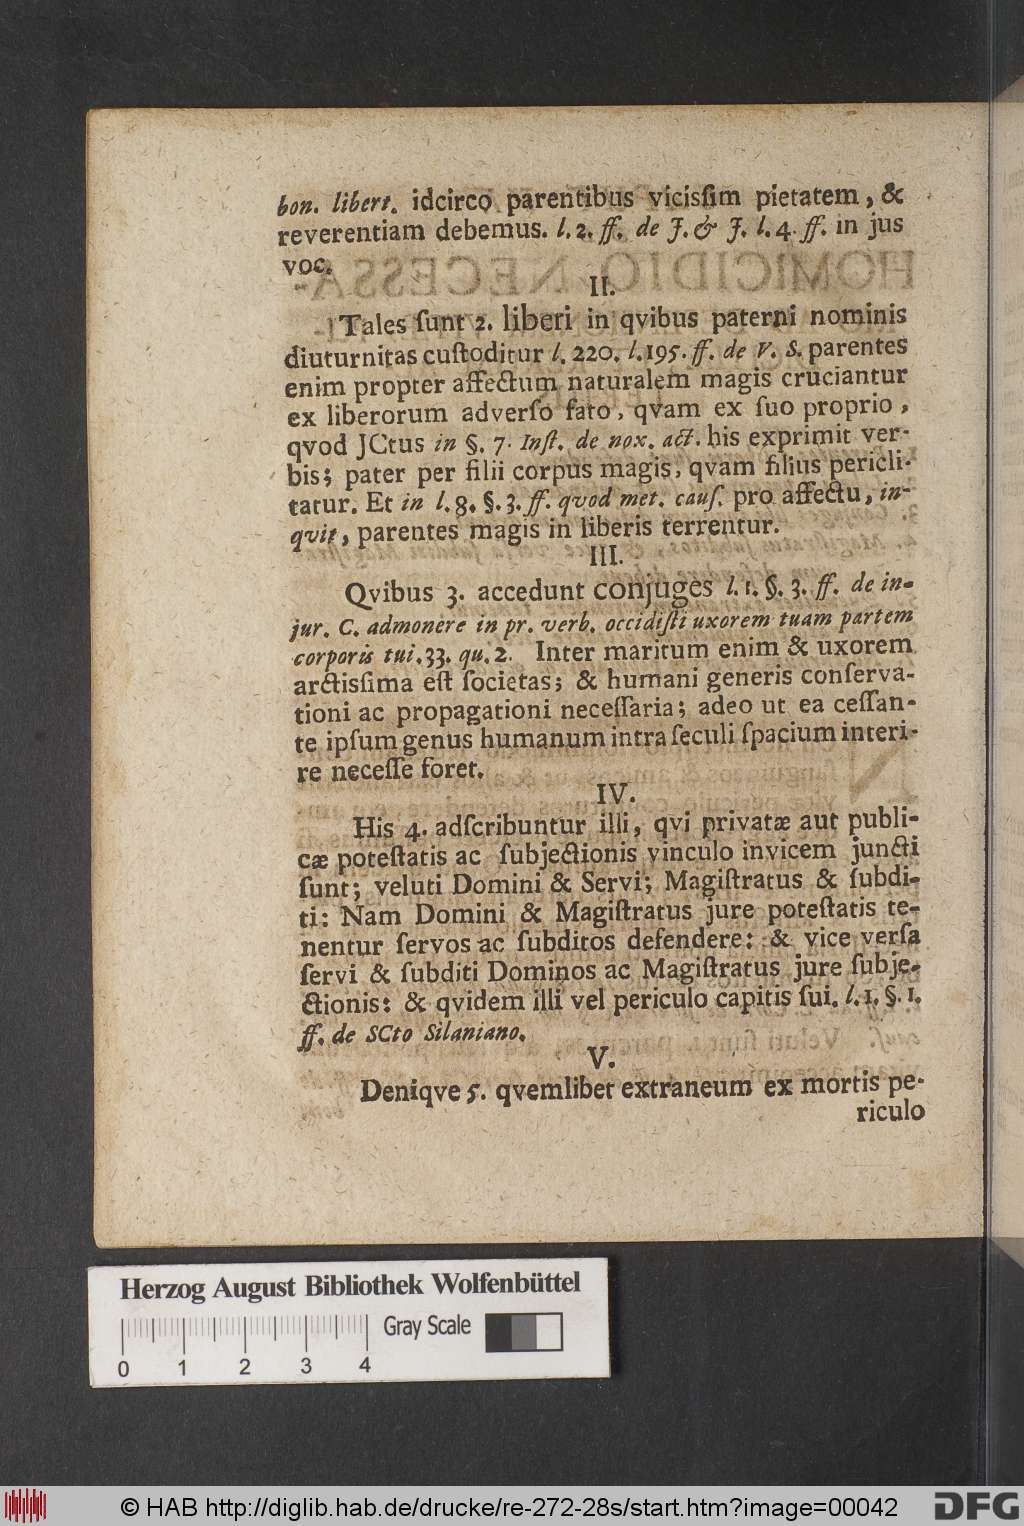 bon. libert. idcirco parentibus vicisſim pietatem, &
reverentiam debemus. l. 2. ff. de J. & J. l. 4. ff. in jus
voc.
II.
Tales ſunt 2. liberi in qvibus paterni nominis
diuturnitas cuſtoditur l. 220. l. 195. ff. de V. S. parentes
enim propter affectum naturalem magis cruciantur
ex liberorum adverſo fato, qvam ex ſuo proprio,
qvod JCtus in §. 7. Inſt. de nox. act. his exprimit ver-
bis; pater per filii corpus magis, qvam filius pericli-
tatur. Et in l. 8. §. 3. ff. qvod met. cauſ. pro affectu, in-
qvit, parentes magis in liberis terrentur.
III.
Qvibus 3. accedunt conjuges l. 1. §. 3. ff. de in-
jur. C. admonere in pr. verb. occidiſti uxorem tuam partem
corporis tui. 33. qu. 2. Inter maritum enim & uxorem
arctisſima eſt ſocietas; & humani generis conſerva-
tioni ac propagationi neceſſaria; adeo ut ea ceſſan-
te ipſum genus humanum intra ſeculi ſpacium interi-
re neceſſe foret.
IV.
His 4. adſcribuntur illi, qvi privatæ aut publi-
cæ poteſtatis ac ſubjectionis vinculo invicem juncti
ſunt; veluti Domini & Servi; Magiſtratus & ſubdi-
ti: Nam Domini & Magiſtratus jure poteſtatis te-
nentur ſervos ac ſubditos defendere: & vice verſa
ſervi & ſubditi Dominos ac Magiſtratus jure ſubje-
ctionis: & qvidem illi vel periculo capitis ſui. l. 1. §. 1.
ff. de SCto Silaniano.
V.
Deniqve 5. qvemlibet extraneum ex mortis pe-
riculo
Herzog August Bibliothek Wolfenbüttel
Gray Scale
0 1 2 3 4
© HAB http://diglib.hab.de/drucke/re-272-28s/start.htm?image=00042
DFG